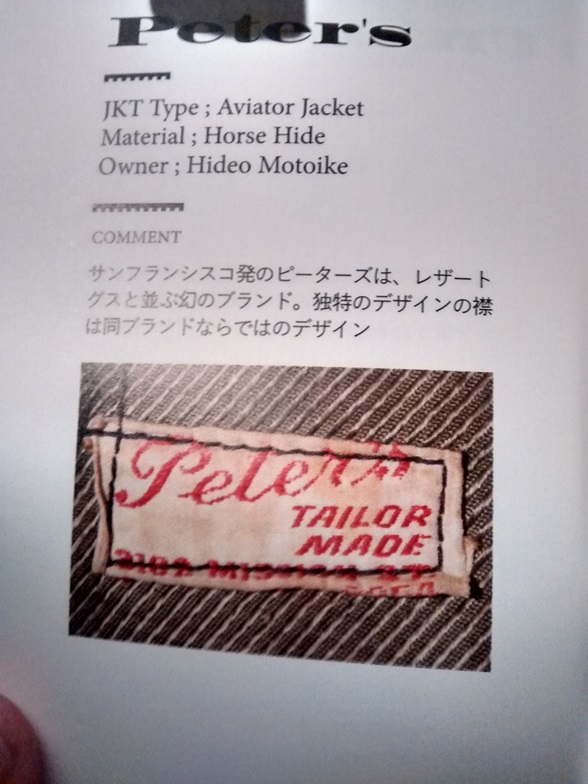 Peter's
JKT Type ; Aviator Jacket
Material ; Horse Hide
Owner ; Hideo Motoike
COMMENT
サンフランシスコ発のピーターズは、レザート
グスと並ぶ幻のブランド。独特のデザインの襟
は同ブランドならではのデザイン
Peter's
TAILOR
MADE